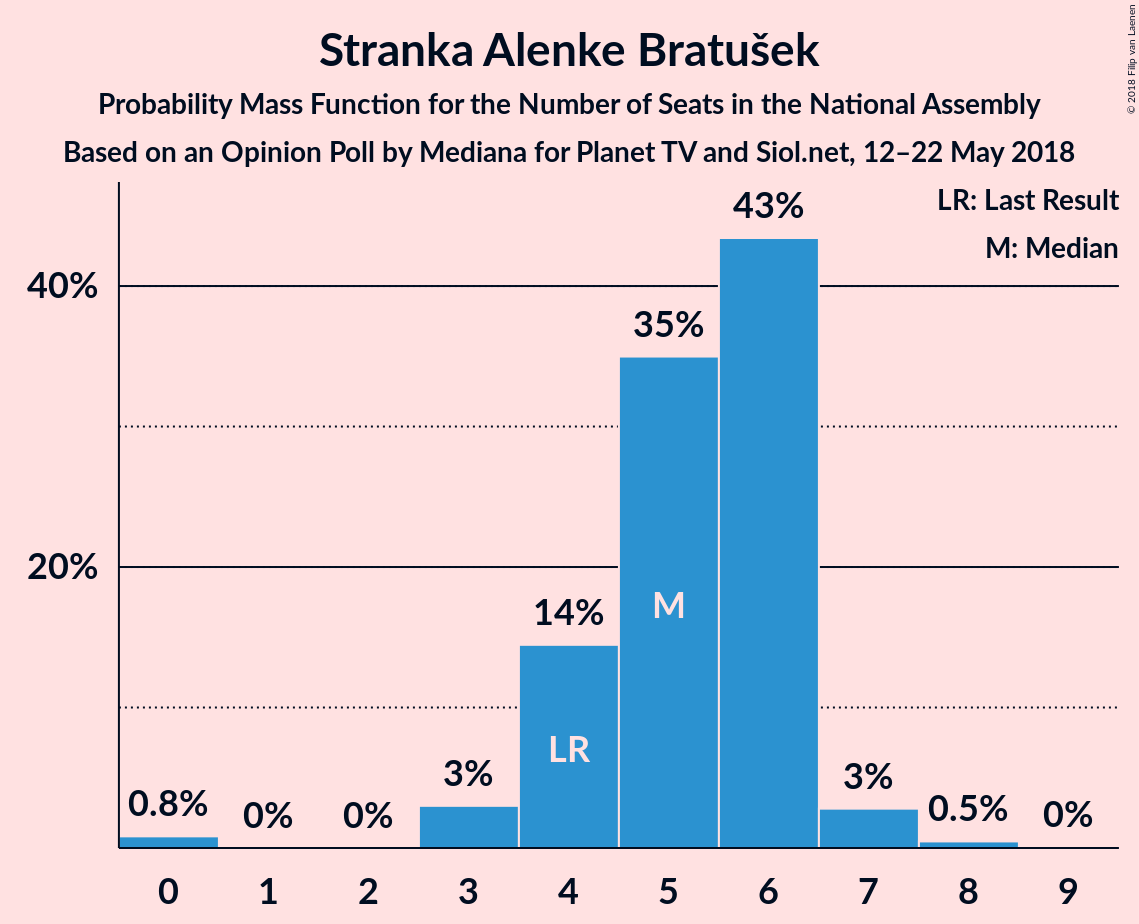 Stranka Alenke Bratušek
Probability Mass Function for the Number of Seats in the National Assembly
Based on an Opinion Poll by Mediana for Planet TV and Siol.net, 12–22 May 2018
© 2018 Filip van Laenen
LR: Last Result
M: Median
40%
20%
0.8%
0%
0%
3%
14%
35%
43%
3%
0.5%
0%
LR
M
0 1 2 3 4 5 6 7 8 9